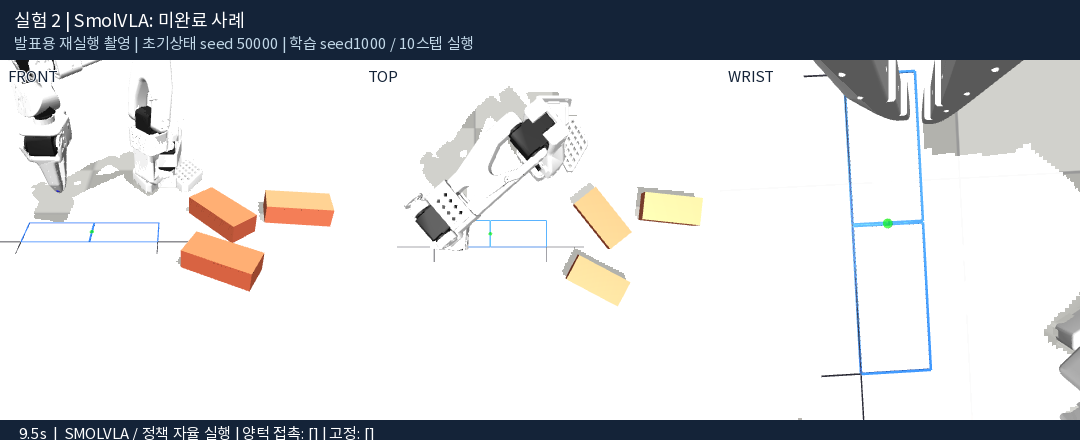 실험 2 | SmolVLA: 미완료 사례
발표용 재실행 촬영 | 초기상태 seed 50000 | 학습 seed1000 / 10스텝 실행
FRONT
TOP
WRIST
9.5s | SMOLVLA / 정책 자율 실행 | 양턱 접촉: [] | 고정: []